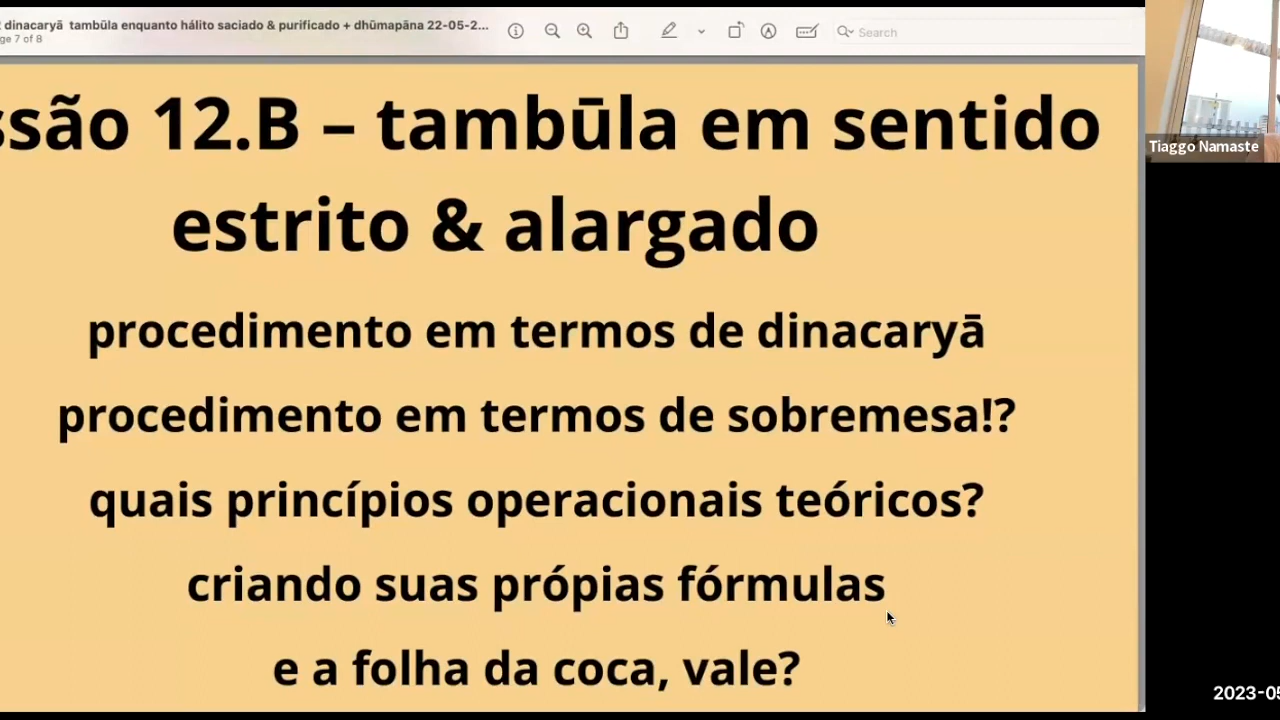 dinacaryā tambūla enquanto hálito saciado & purificado + dhūmapāna 22-05-2...
ge 7 of 8
Search
ssão 12.B – tambūla em sentido
estrito & alargado
procedimento em termos de dinacaryā
procedimento em termos de sobremesa!?
quais princípios operacionais teóricos?
criando suas própias fórmulas
e a folha da coca, vale?
Tiaggo Namaste
2023-05